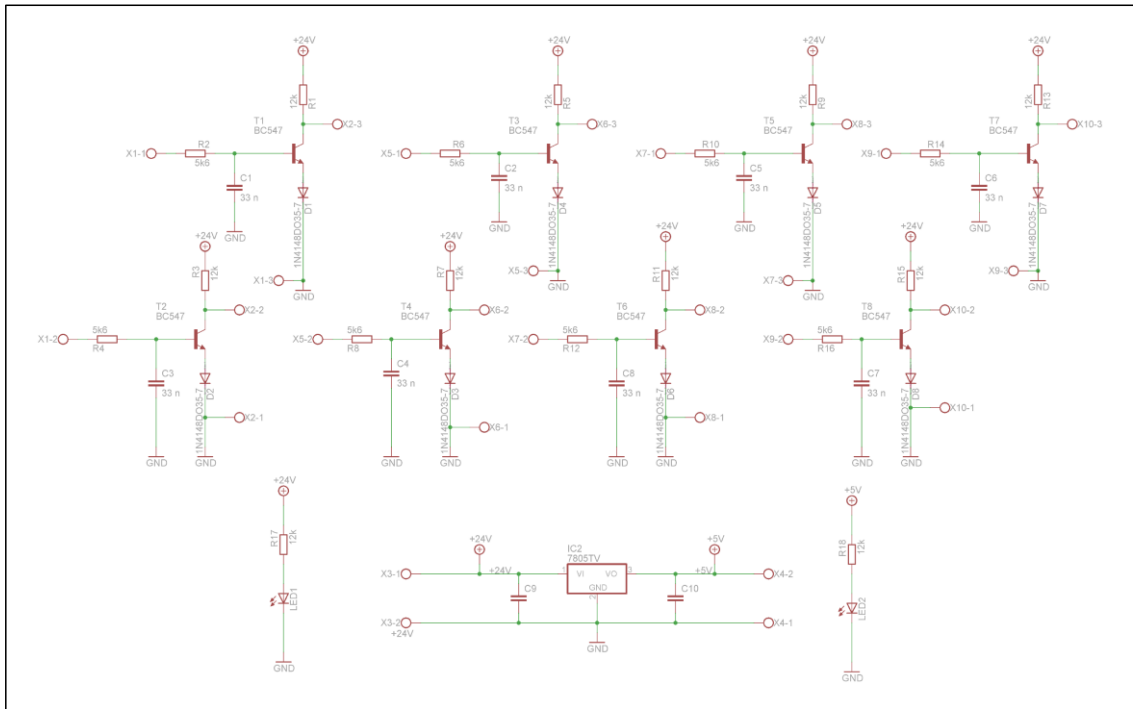 +24V
+24V
+24V
+24V
12k
R1
12k
R5
12k
R9
12k
R13
T1
BC547
X2-3
T3
BC547
X6-3
T5
BC547
X8-3
T7
BC547
X10-3
X1-1
R2
5k6
X5-1
R6
5k6
X7-1
R10
5k6
X9-1
R14
5k6
C1
33 n
C2
33 n
C5
33 n
C6
33 n
1N4148DO35-7
D1
1N4148DO35-7
D4
1N4148DO35-7
D5
1N4148DO35-7
D7
GND
GND
GND
GND
X1-3
X5-3
X7-3
X9-3
GND
GND
GND
GND
+24V
+24V
+24V
+24V
R3
12k
R7
12k
R11
12k
R15
12k
T2
BC547
X2-2
T4
BC547
X6-2
T6
BC547
X8-2
T8
BC547
X10-2
X1-2
5k6
R4
X5-2
5k6
R8
X7-2
5k6
R12
X9-2
5k6
R16
C3
33 n
C4
33 n
C8
33 n
C7
33 n
1N4148DO35-7
D2
1N4148DO35-7
D3
1N4148DO35-7
D6
1N4148DO35-7
D8
X2-1
X6-1
X8-1
X10-1
GND
GND
GND
GND
GND
GND
GND
GND
+24V
R17
12k
LED1
GND
+24V
IC2
7805TV
+5V
X3-1
+24V
1
VI
VO
3
GND
2
+5V
X4-2
C9
C10
X3-2
+24V
X4-1
GND
+5V
R18
12k
LED2
GND